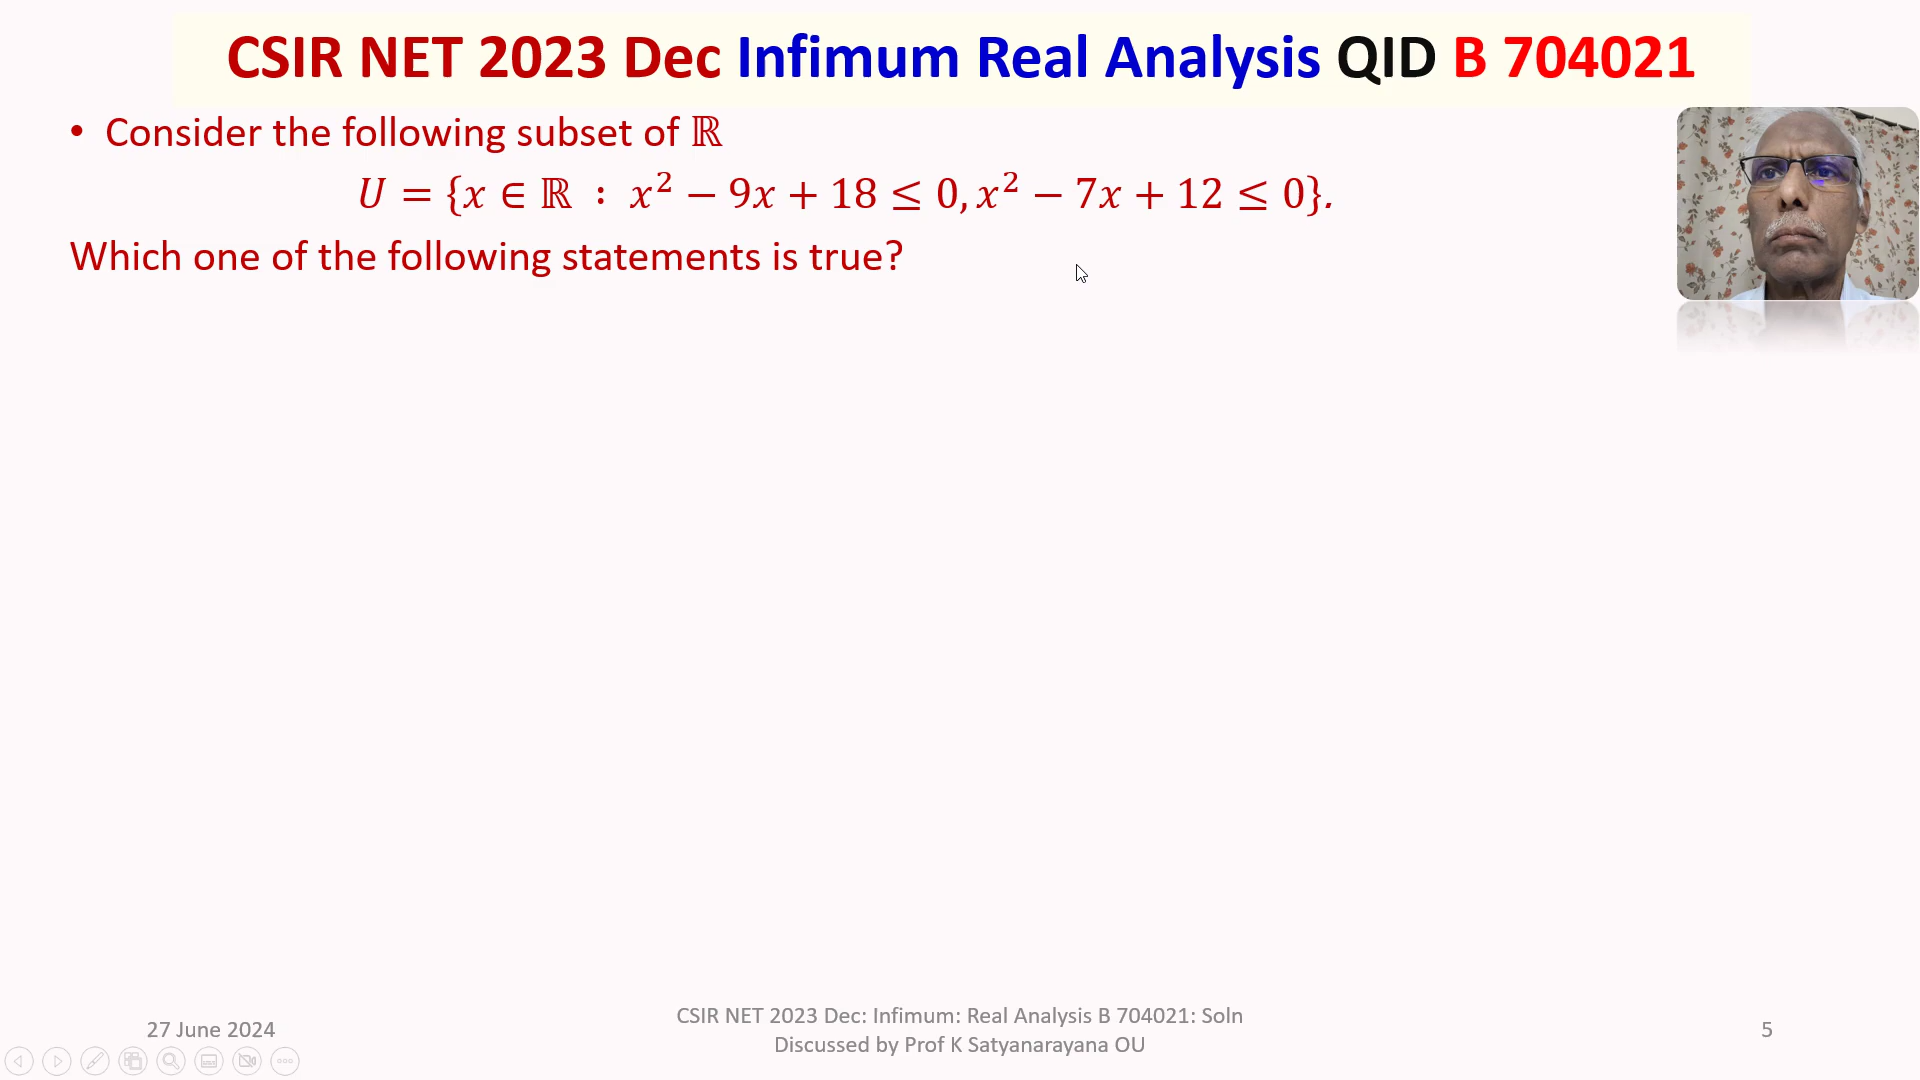 CSIR NET 2023 Dec Infimum Real Analysis QID B 704021
• Consider the following subset of ℝ
U = {x ∈ ℝ : x² − 9x + 18 ≤ 0, x² − 7x + 12 ≤ 0}.
Which one of the following statements is true?
27 June 2024
CSIR NET 2023 Dec: Infimum: Real Analysis B 704021: Soln
Discussed by Prof K Satyanarayana OU
5